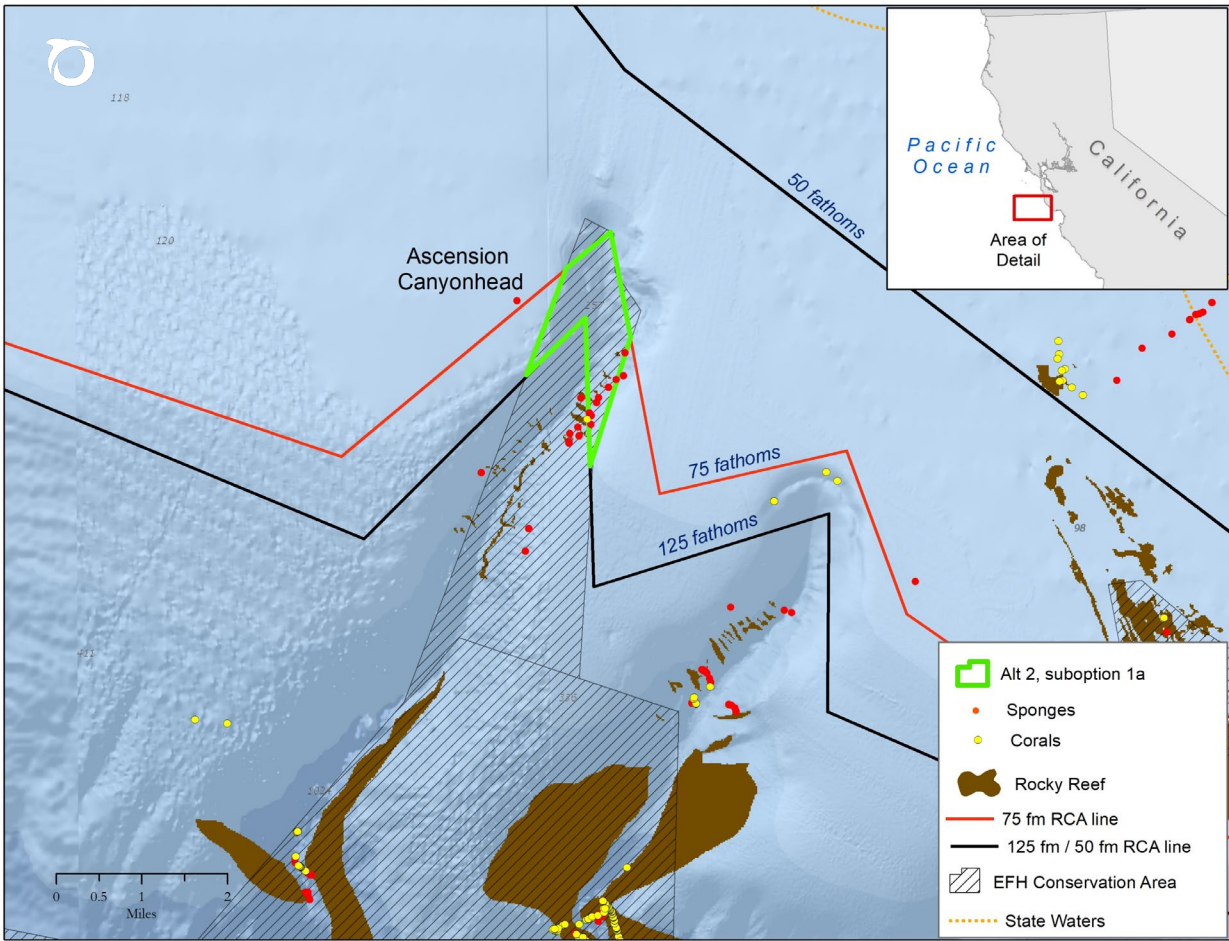 118
120
Ascension
Canyonhead
50 fathoms
75 fathoms
125 fathoms
98
1024
Pacific
Ocean
California
Area of
Detail
Alt 2, suboption 1a
Sponges
Corals
Rocky Reef
75 fm RCA line
125 fm / 50 fm RCA line
EFH Conservation Area
State Waters
0 0.5 1 2
Miles